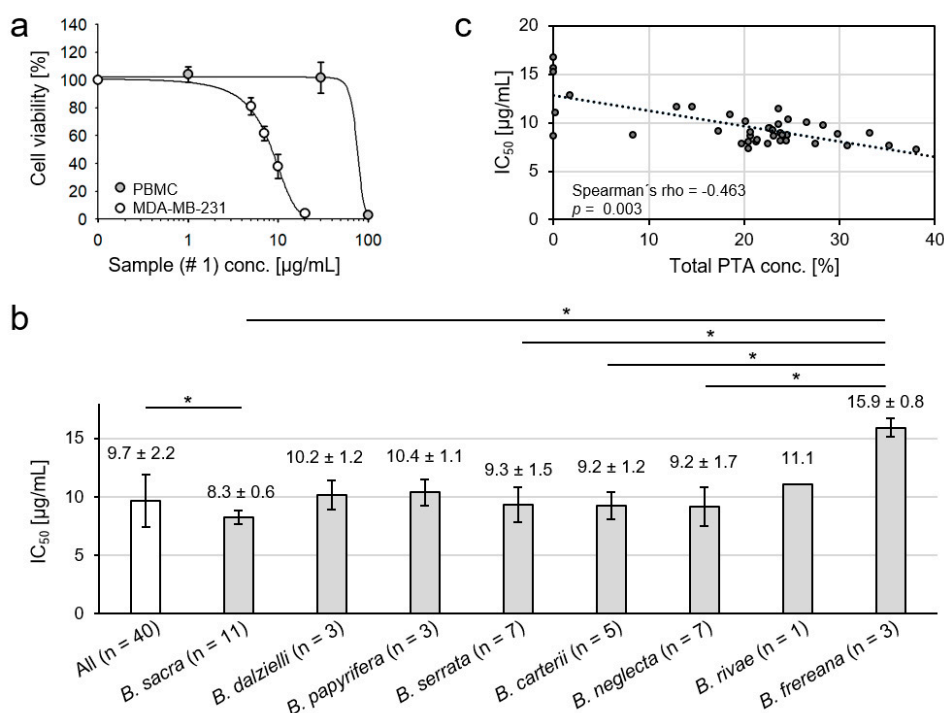 a
Cell viability [%]
140
120
100
80
60
40
20
0
PBMC
MDA-MB-231
0 1 10 100
Sample (# 1) conc. [µg/mL]
c
IC50 [µg/mL]
20
15
10
5
0
Spearman´s rho = -0.463
p = 0.003
0 10 20 30 40
Total PTA conc. [%]
b
*
*
*
*
*
IC50 [µg/mL]
15
10
5
0
9.7 ± 2.2
8.3 ± 0.6
10.2 ± 1.2
10.4 ± 1.1
9.3 ± 1.5
9.2 ± 1.2
9.2 ± 1.7
11.1
15.9 ± 0.8
All (n = 40)
B. sacra (n = 11)
B. dalzielli (n = 3)
B. papyrifera (n = 3)
B. serrata (n = 7)
B. carterii (n = 5)
B. neglecta (n = 7)
B. rivae (n = 1)
B. frereana (n = 3)